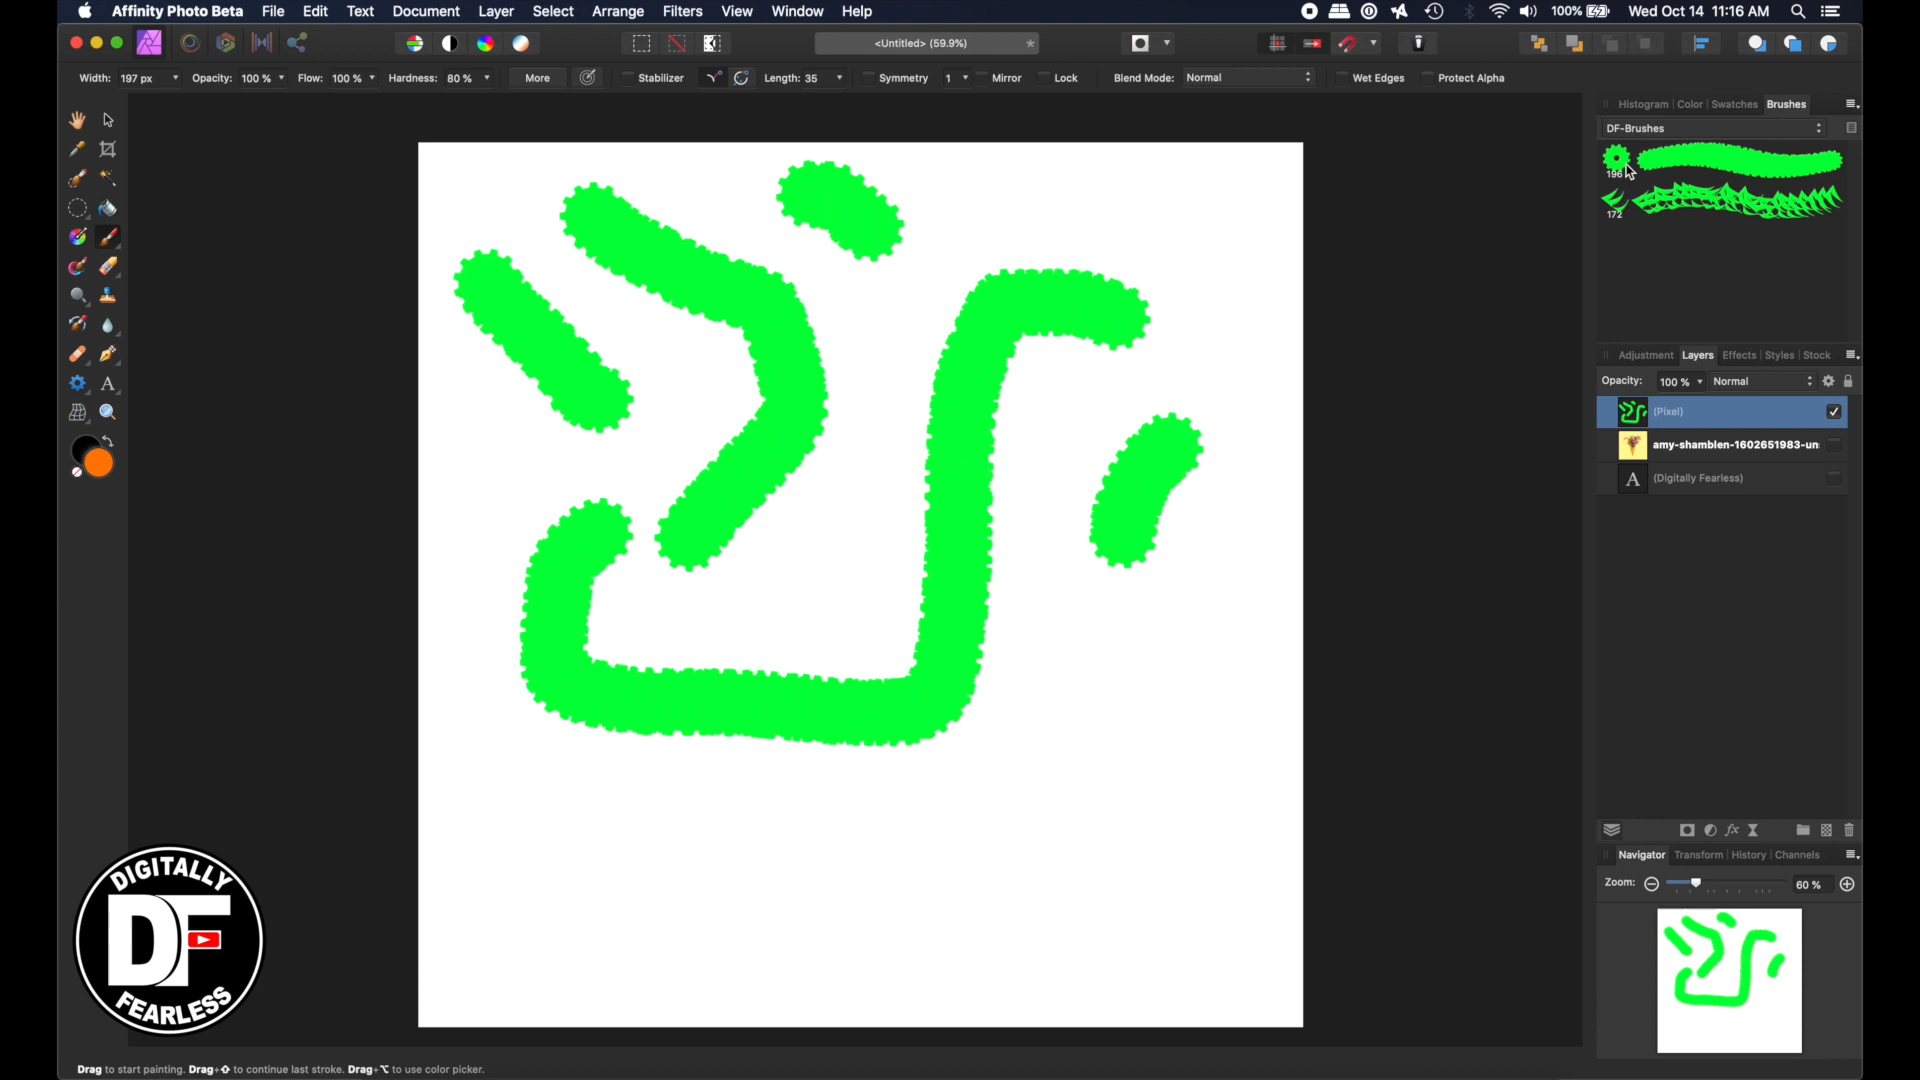 Affinity Photo Beta File Edit Text Document Layer Select Arrange Filters View Window Help 100% Wed Oct 14 11:16 AM
<Untitled> (59.9%)
Width: 197 px Opacity: 100 % Flow: 100 % Hardness: 80 % More Stabilizer Length: 35 Symmetry 1 Mirror Lock Blend Mode: Normal Wet Edges Protect Alpha
Histogram Color Swatches Brushes
DF-Brushes
196
172
Adjustment Layers Effects Styles Stock
Opacity: 100 % Normal
(Pixel)
amy-shamblen-1602651983-un
A (Digitally Fearless)
fx
Navigator Transform History Channels
Zoom: 60 %
DIGITALLY
DF
FEARLESS
Drag to start painting. Drag+⇧ to continue last stroke. Drag+⌥ to use color picker.